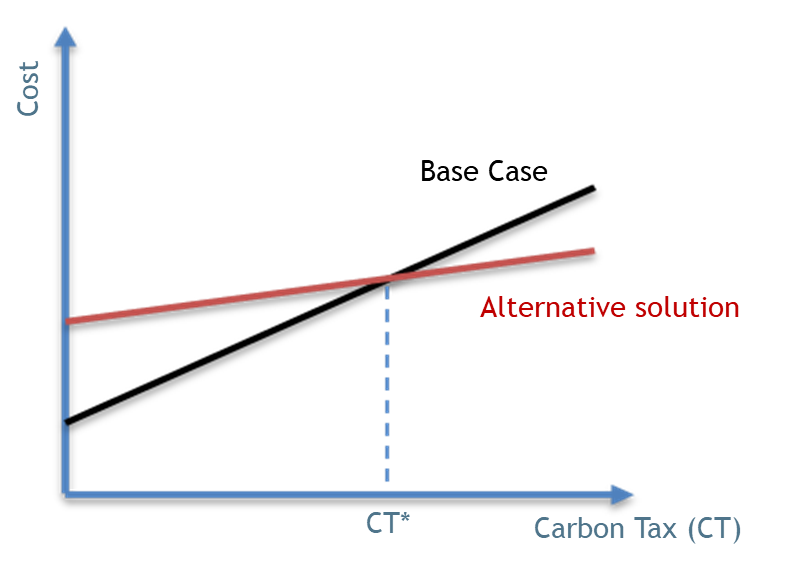 Cost
Base Case
Alternative solution
CT*
Carbon Tax (CT)